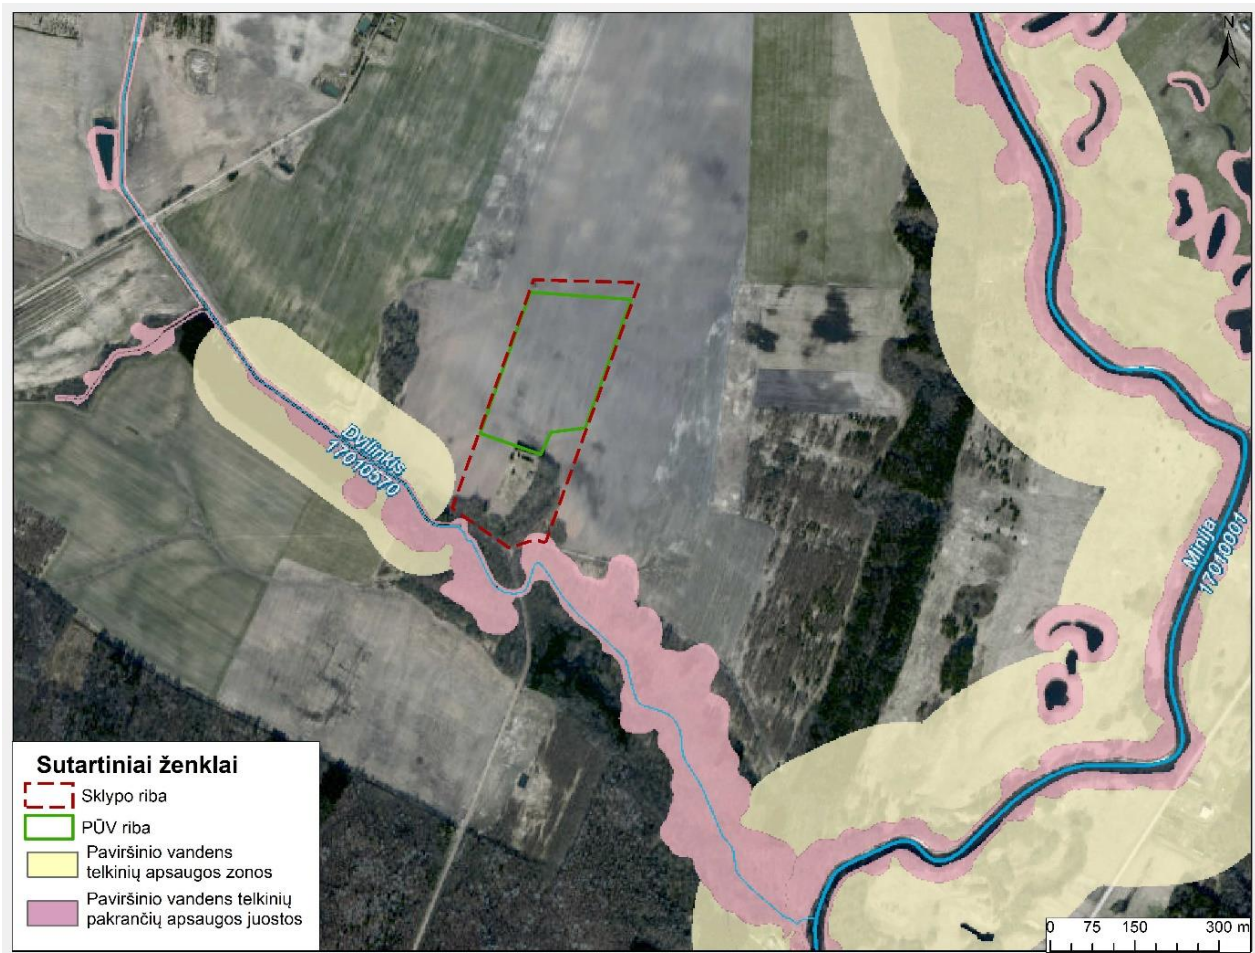 N
Dvilinkis
17010570
Minija
17010001
Sutartiniai ženklai
Sklypo riba
PŪV riba
Paviršinio vandens
telkinių apsaugos zonos
Paviršinio vandens telkinių
pakrančių apsaugos juostos
0 75 150 300 m